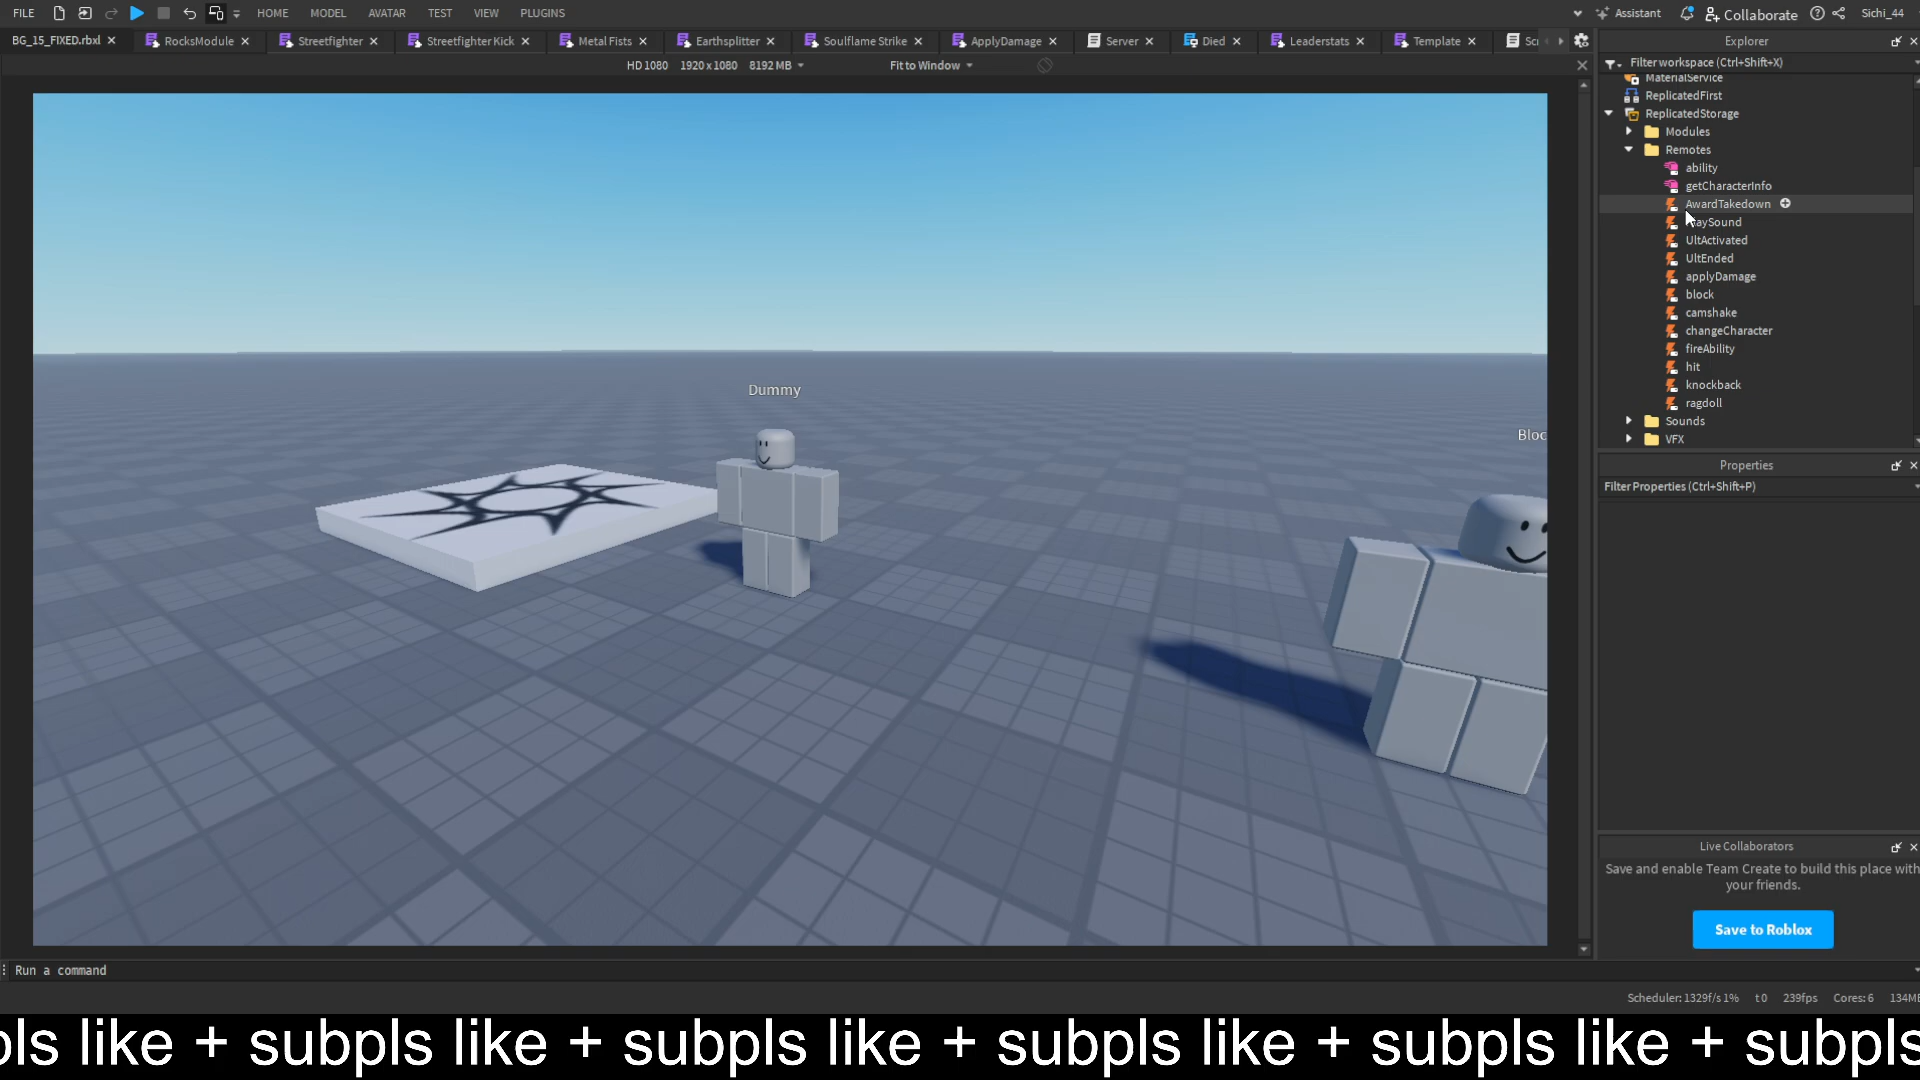 FILE HOME MODEL AVATAR TEST VIEW PLUGINS Assistant Collaborate Sichi_44
BG_15_FIXED.rbxl RocksModule Streetfighter Streetfighter Kick Metal Fists Earthsplitter Soulflame Strike ApplyDamage Server Died Leaderstats Template
HD 1080 1920 x 1080 8192 MB Fit to Window
Explorer
Filter workspace (Ctrl+Shift+X)
MaterialService
ReplicatedFirst
ReplicatedStorage
Modules
Remotes
ability
getCharacterInfo
AwardTakedown
aySound
UltActivated
UltEnded
applyDamage
block
camshake
changeCharacter
fireAbility
hit
knockback
ragdoll
Sounds
VFX
Dummy
Bloc
Properties
Filter Properties (Ctrl+Shift+P)
Live Collaborators
Save and enable Team Create to build this place with
your friends.
Save to Roblox
Run a command
Scheduler: 1329f/s 1% t 0 239fps Cores: 6 134MB
pls like + subpls like + subpls like + subpls like + subpls like + subpls